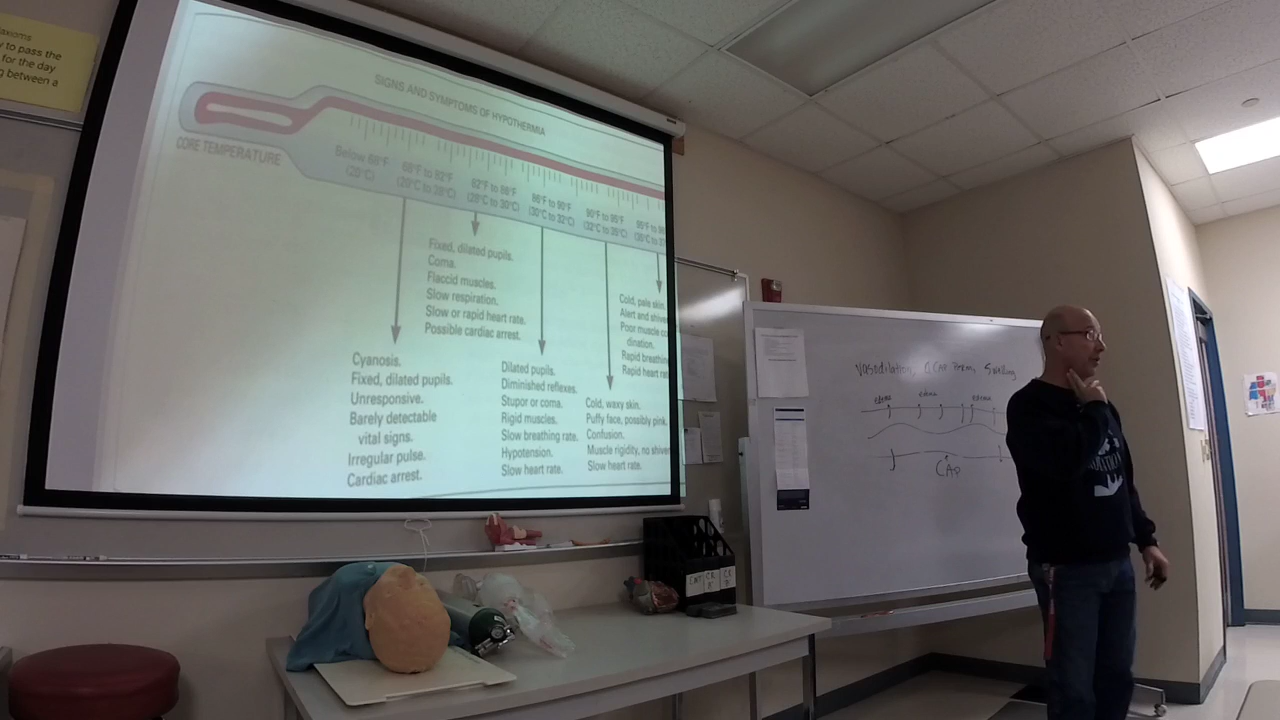 axioms
y to pass the
for the day
g between a
SIGNS AND SYMPTOMS OF HYPOTHERMIA
CORE TEMPERATURE
Below 68°F
(20°C)
68°F to 82°F
(20°C to 28°C)
82°F to 86°F
(28°C to 30°C)
86°F to 90°F
(30°C to 32°C)
90°F to 95°F
(32°C to 35°C)
Cyanosis.
Fixed, dilated pupils.
Unresponsive.
Barely detectable
vital signs.
Irregular pulse.
Cardiac arrest.
Fixed, dilated pupils.
Coma.
Flaccid muscles.
Slow respiration.
Slow or rapid heart rate.
Possible cardiac arrest.
Dilated pupils.
Diminished reflexes.
Stupor or coma.
Rigid muscles.
Slow breathing rate.
Hypotension.
Slow heart rate.
Cold, waxy skin.
Puffy face, possibly pink.
Confusion.
Muscle rigidity, no shiver
Slow heart rate.
Cold, pale skin.
Alert and shive
Poor muscle co
dination.
Rapid breathin
Rapid heart ra
Vasodilation, Swelling
edema edema edema
CAP